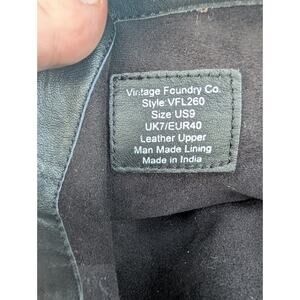 Vintage Foundry Co.
Style:VFL260
Size US9
UK7/EUR40
Leather Upper
Man Made Lining
Made in India